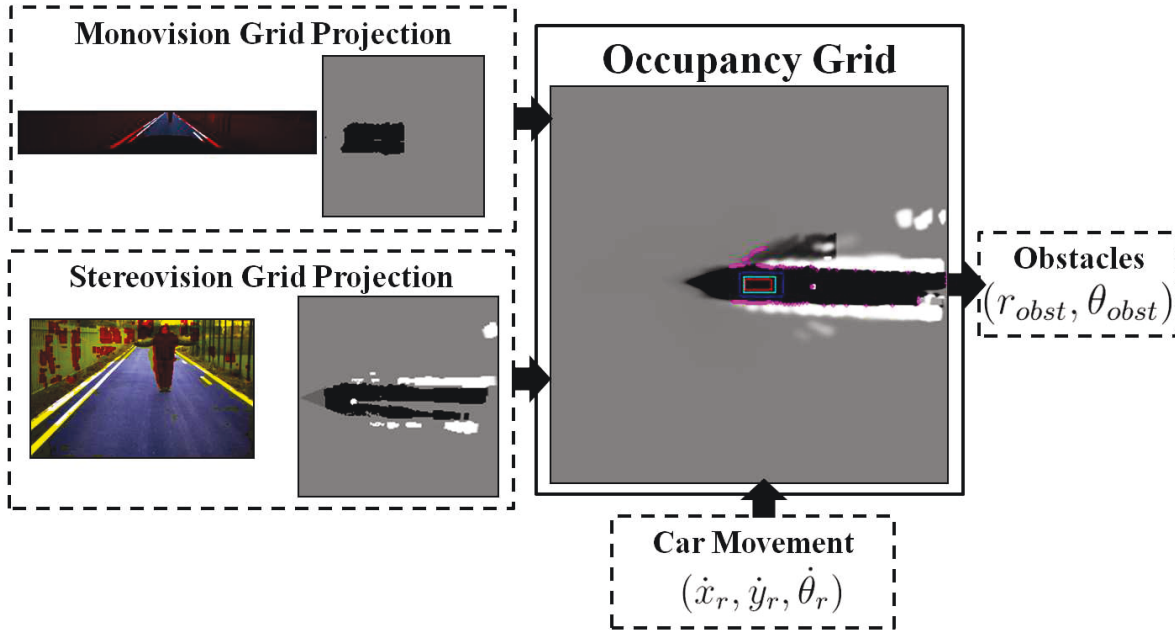 Monovision Grid Projection
Stereovision Grid Projection
Occupancy Grid
Obstacles
(r_{obst}, θ_{obst})
Car Movement
(ẋ_r, ẏ_r, θ̇_r)